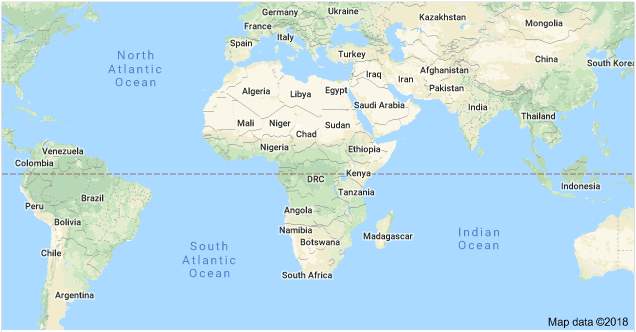 Germany
Ukraine
Kazakhstan
Mongolia
France
Italy
Spain
Turkey
North
Atlantic
Ocean
China
South Korea
Iraq
Iran
Afghanistan
Pakistan
Algeria
Libya
Egypt
Saudi Arabia
India
Thailand
Mali
Niger
Chad
Sudan
Nigeria
Ethiopia
Venezuela
Colombia
DRC
Kenya
Indonesia
Peru
Brazil
Tanzania
Bolivia
Angola
Namibia
Botswana
Madagascar
Indian
Ocean
South
Atlantic
Ocean
Chile
South Africa
Argentina
Map data ©2018